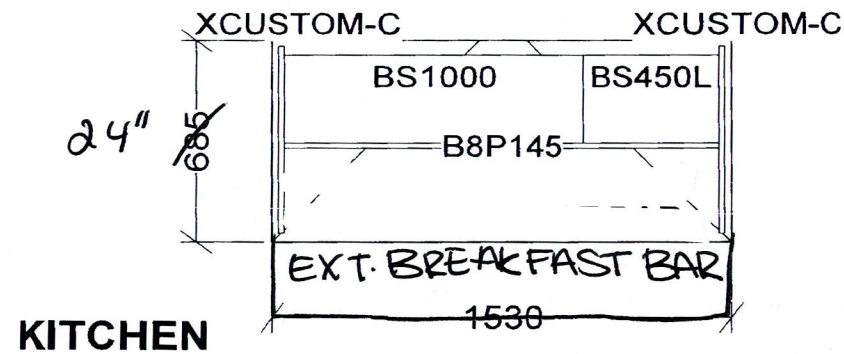 XCUSTOM-C XCUSTOM-C
BS1000 BS450L
24" 685
B8P145
EXT. BREAKFAST BAR
1530
KITCHEN